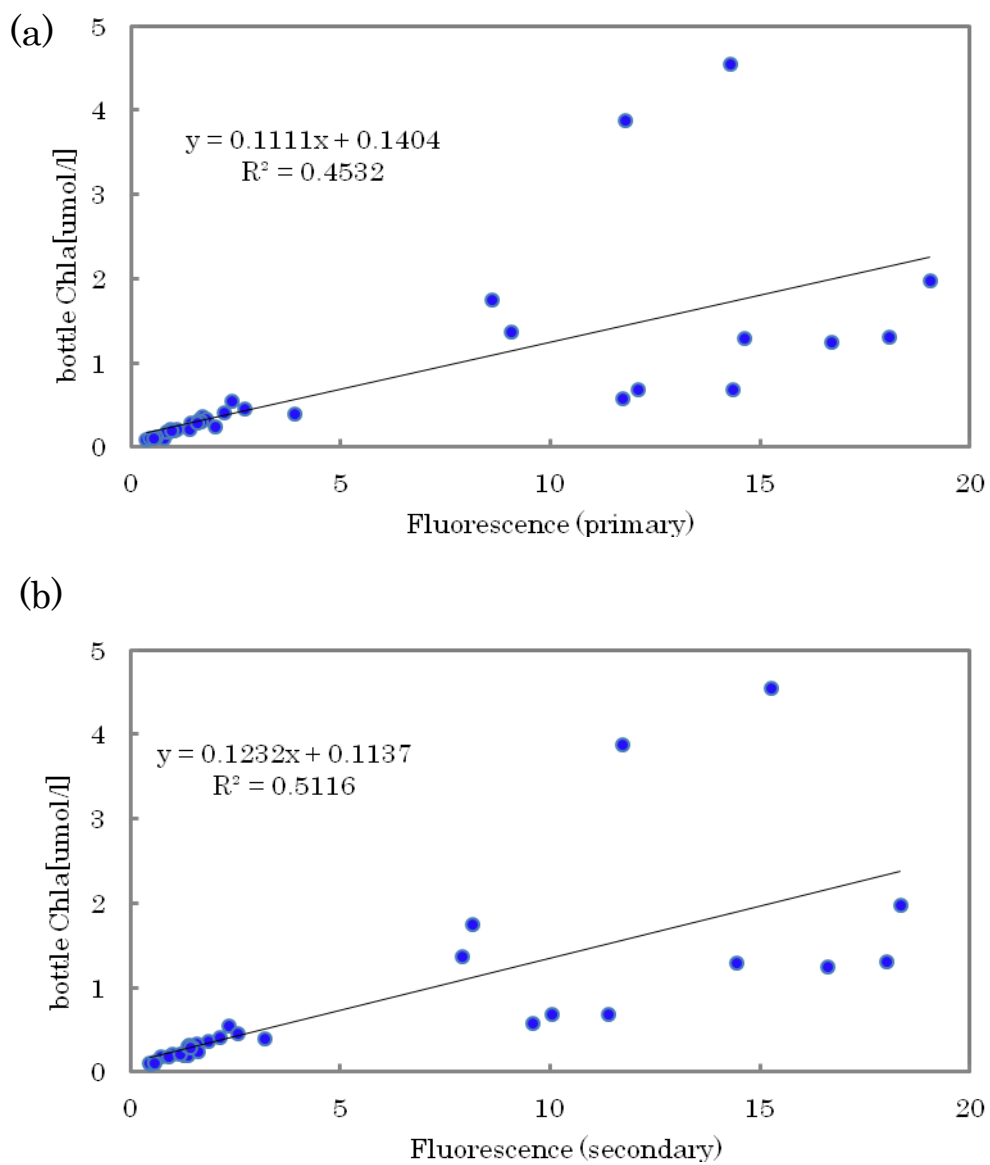 (a)
5
4
3
2
1
0
bottle Chla[umol/l]
y = 0.1111x + 0.1404
R² = 0.4532
0 5 10 15 20
Fluorescence (primary)
(b)
5
4
3
2
1
0
bottle Chla[umol/l]
y = 0.1232x + 0.1137
R² = 0.5116
0 5 10 15 20
Fluorescence (secondary)